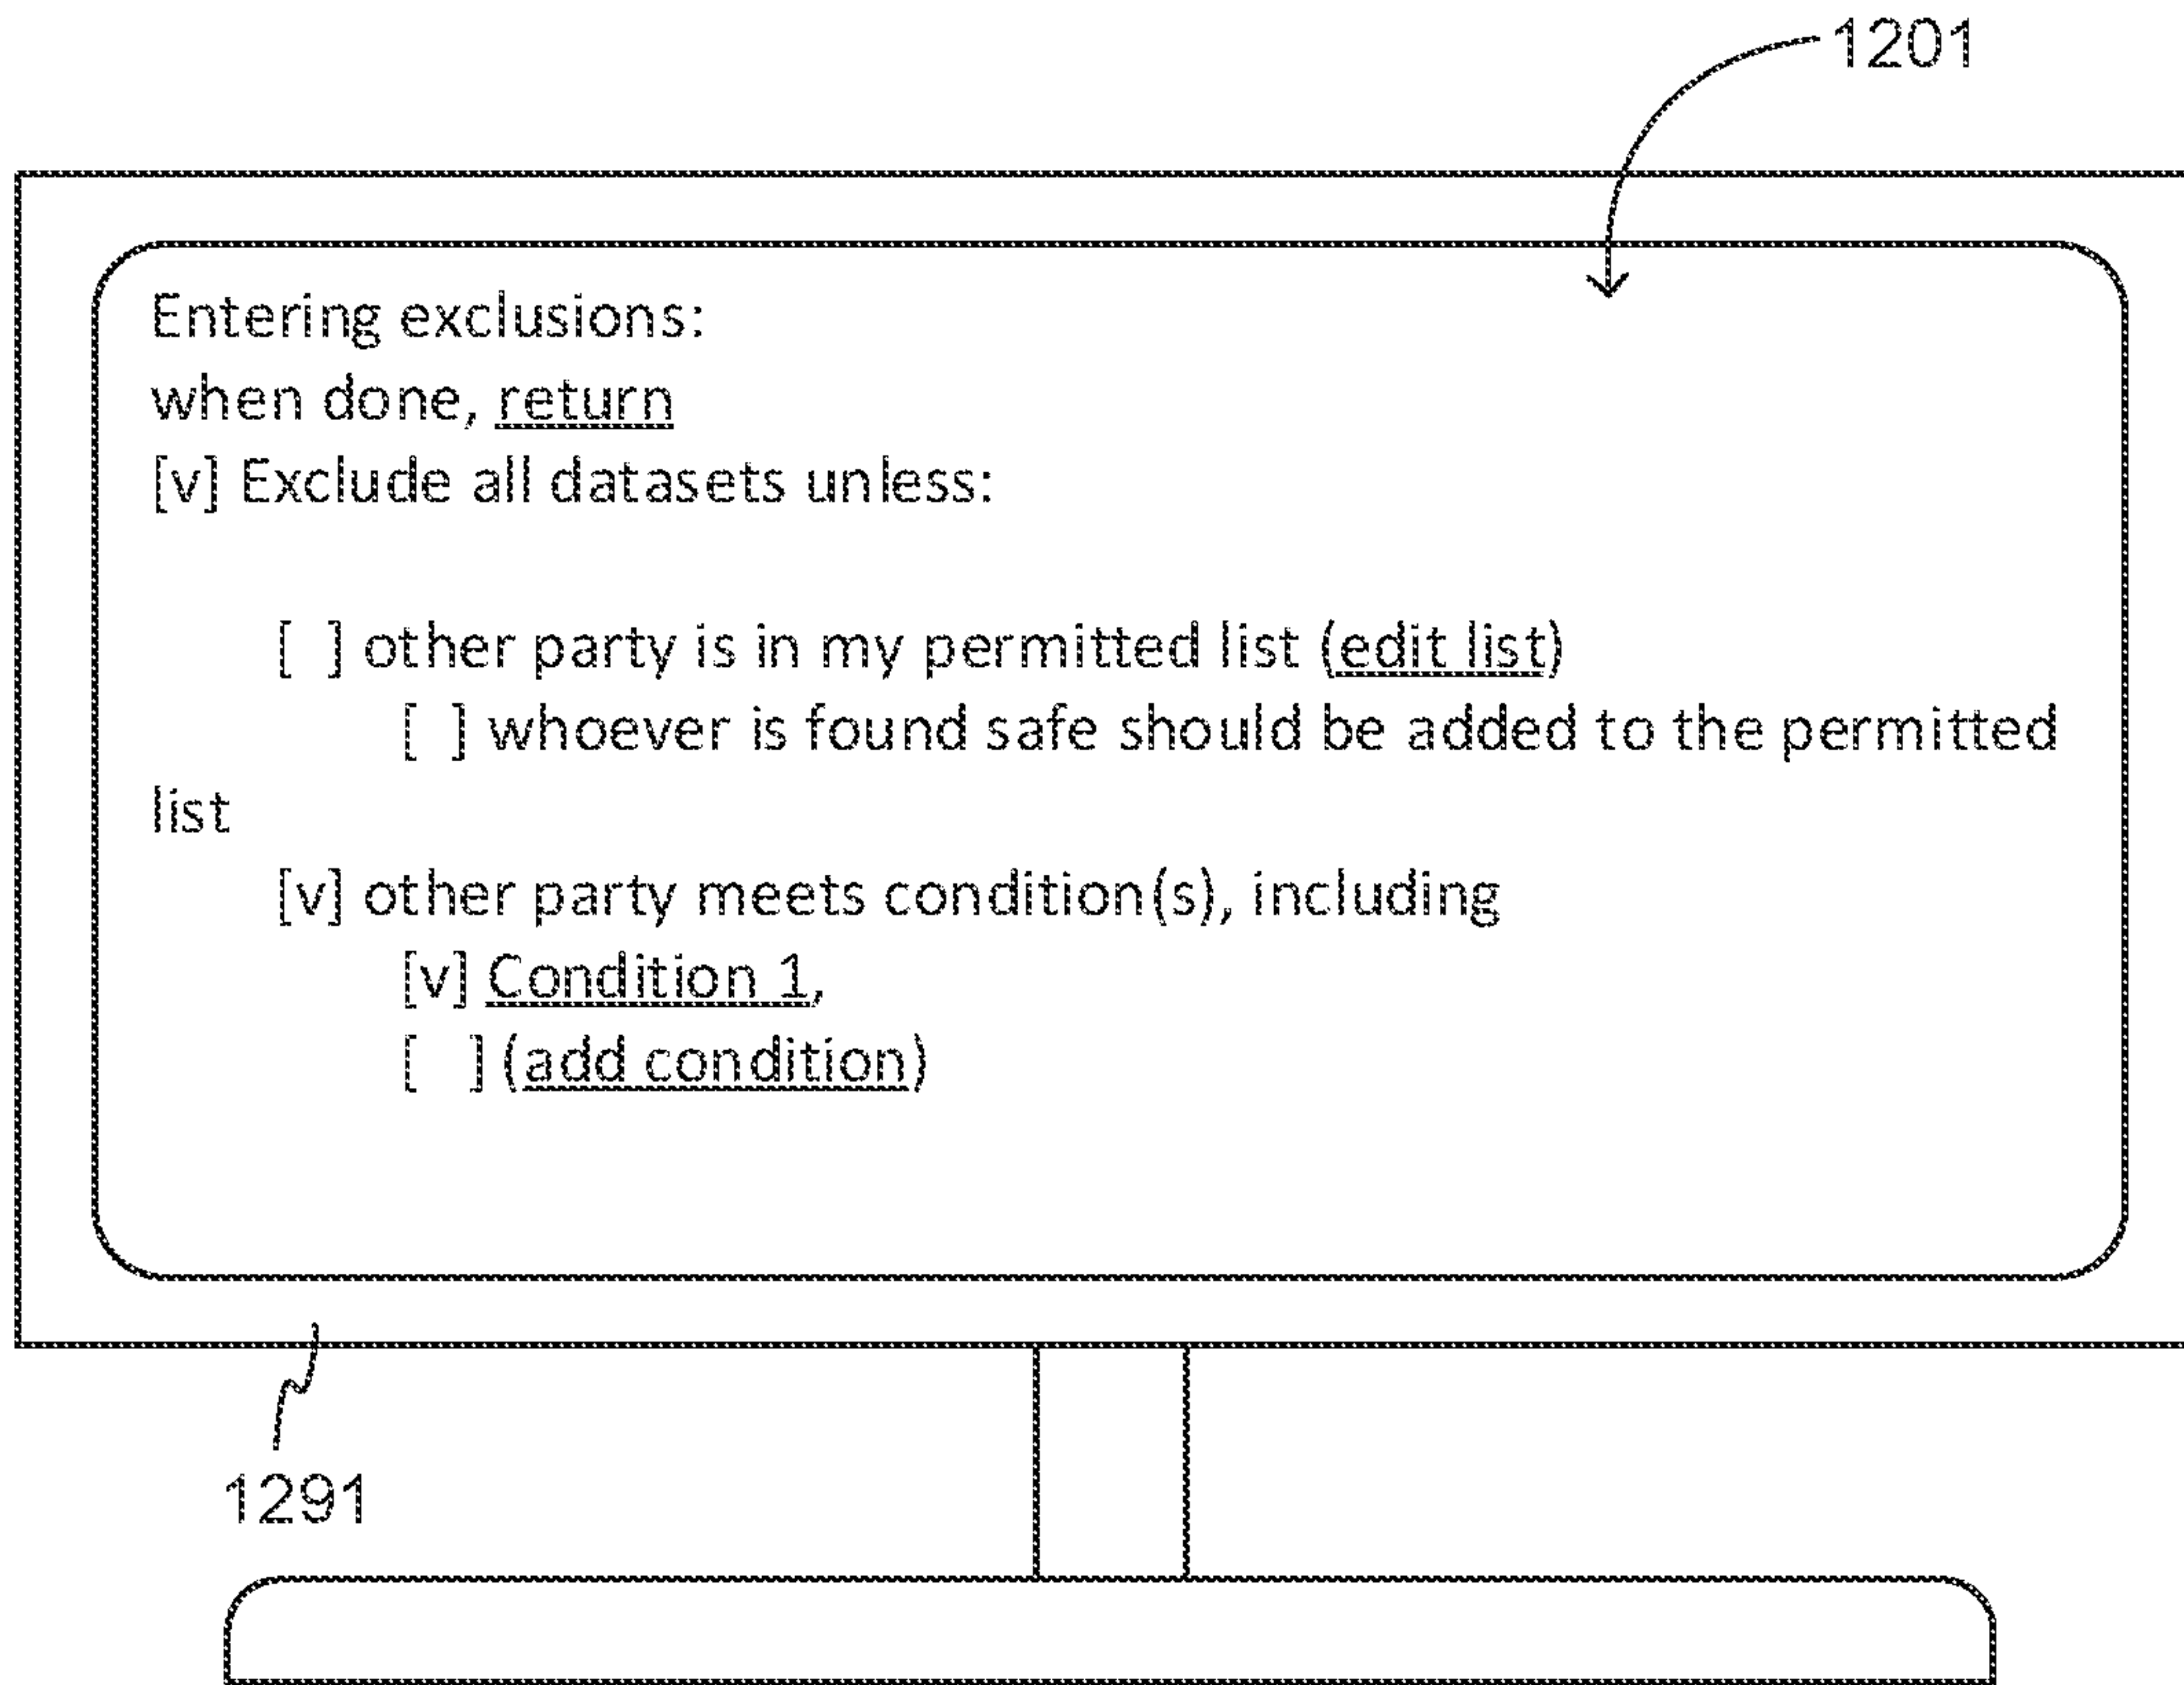 1201
Entering exclusions:
when done, return
[v] Exclude all datasets unless:
[ ] other party is in my permitted list (edit list)
[ ] whoever is found safe should be added to the permitted
list
[v] other party meets condition(s), including
[v] Condition 1,
[ ] (add condition)
1291